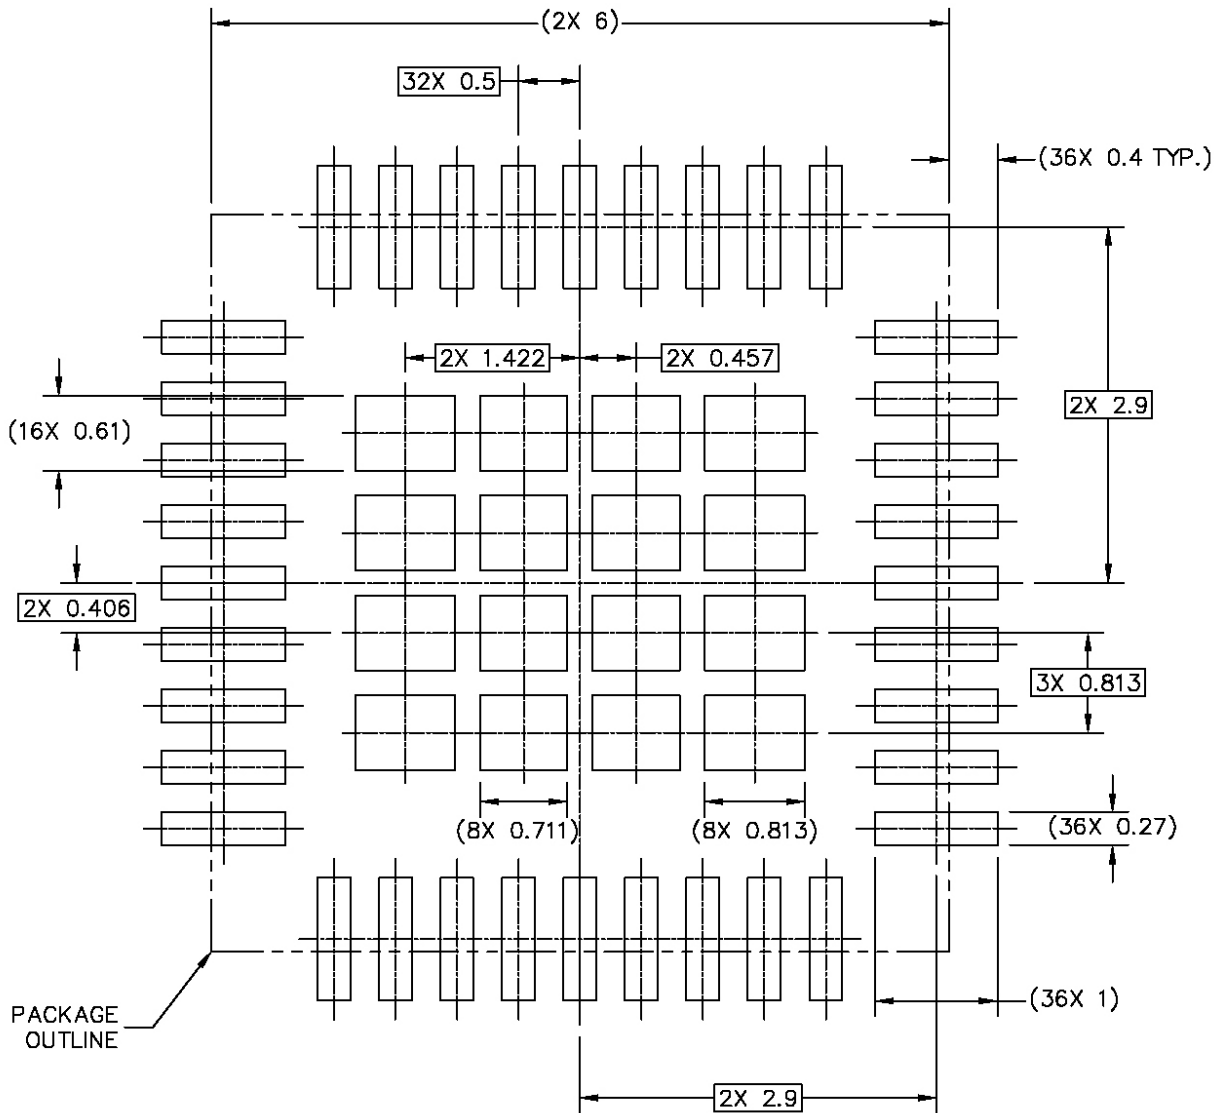 (2X 6)
32X 0.5
(36X 0.4 TYP.)
2X 1.422
2X 0.457
2X 2.9
(16X 0.61)
2X 0.406
3X 0.813
(8X 0.711)
(8X 0.813)
(36X 0.27)
(36X 1)
PACKAGE
OUTLINE
2X 2.9